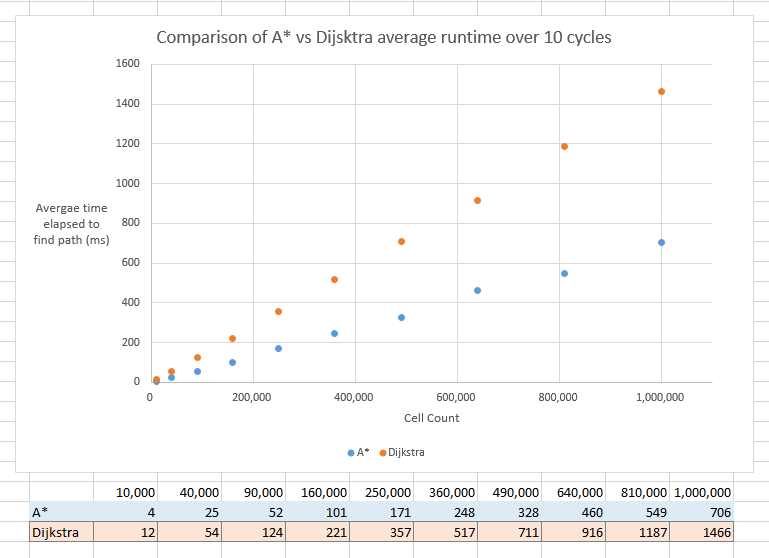 Comparison of A* vs Dijsktra average runtime over 10 cycles
1600
1400
1200
1000
800
600
400
200
0
Avergae time
elapsed to
find path (ms)
0 200,000 400,000 600,000 800,000 1,000,000
Cell Count
A* Dijkstra
10,000 40,000 90,000 160,000 250,000 360,000 490,000 640,000 810,000 1,000,000
A* 4 25 52 101 171 248 328 460 549 706
Dijkstra 12 54 124 221 357 517 711 916 1187 1466